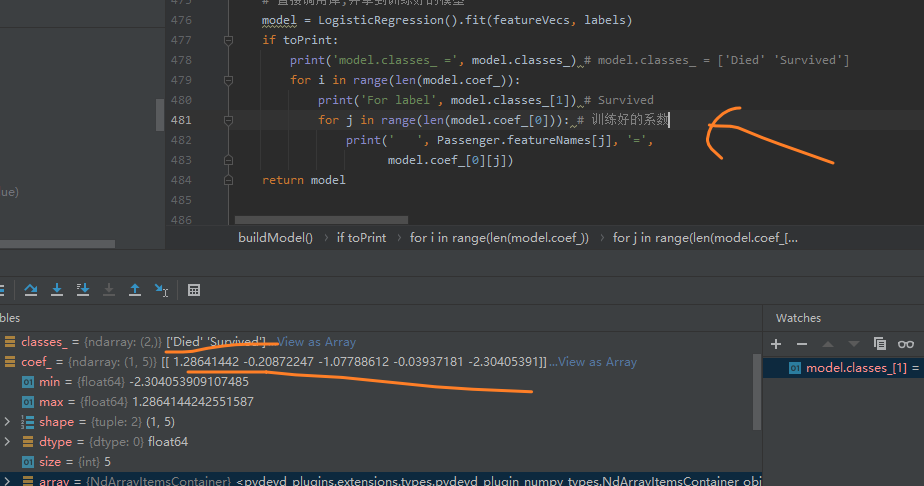 475
# 直接调用库,并拿到训练好的模型
476
model = LogisticRegression().fit(featureVecs, labels)
477
if toPrint:
478
print('model.classes_ =', model.classes_) # model.classes_ = ['Died' 'Survived']
479
for i in range(len(model.coef_)):
480
print('For label', model.classes_[1]) # Survived
481
for j in range(len(model.coef_[0])): # 训练好的系数
482
print('   ', Passenger.featureNames[j], '=',
483
model.coef_[0][j])
484
return model
485
486
ue)
buildModel() › if toPrint › for i in range(len(model.coef_)) › for j in range(len(model.coef_[...
bles
Watches
classes_ = {ndarray: (2,)} ['Died' 'Survived']...View as Array
coef_ = {ndarray: (1, 5)} [[ 1.28641442 -0.20872247 -1.07788612 -0.03937181 -2.30405391]]...View as Array
model.classes_[1] =
min = {float64} -2.304053909107485
max = {float64} 1.2864144242551587
shape = {tuple: 2} (1, 5)
dtype = {dtype: 0} float64
size = {int} 5
array = {NdArrayItemsContainer} <pydevd_plugins.extensions.types.pydevd_plugin_numpy_types.NdArrayItemsContainer obj